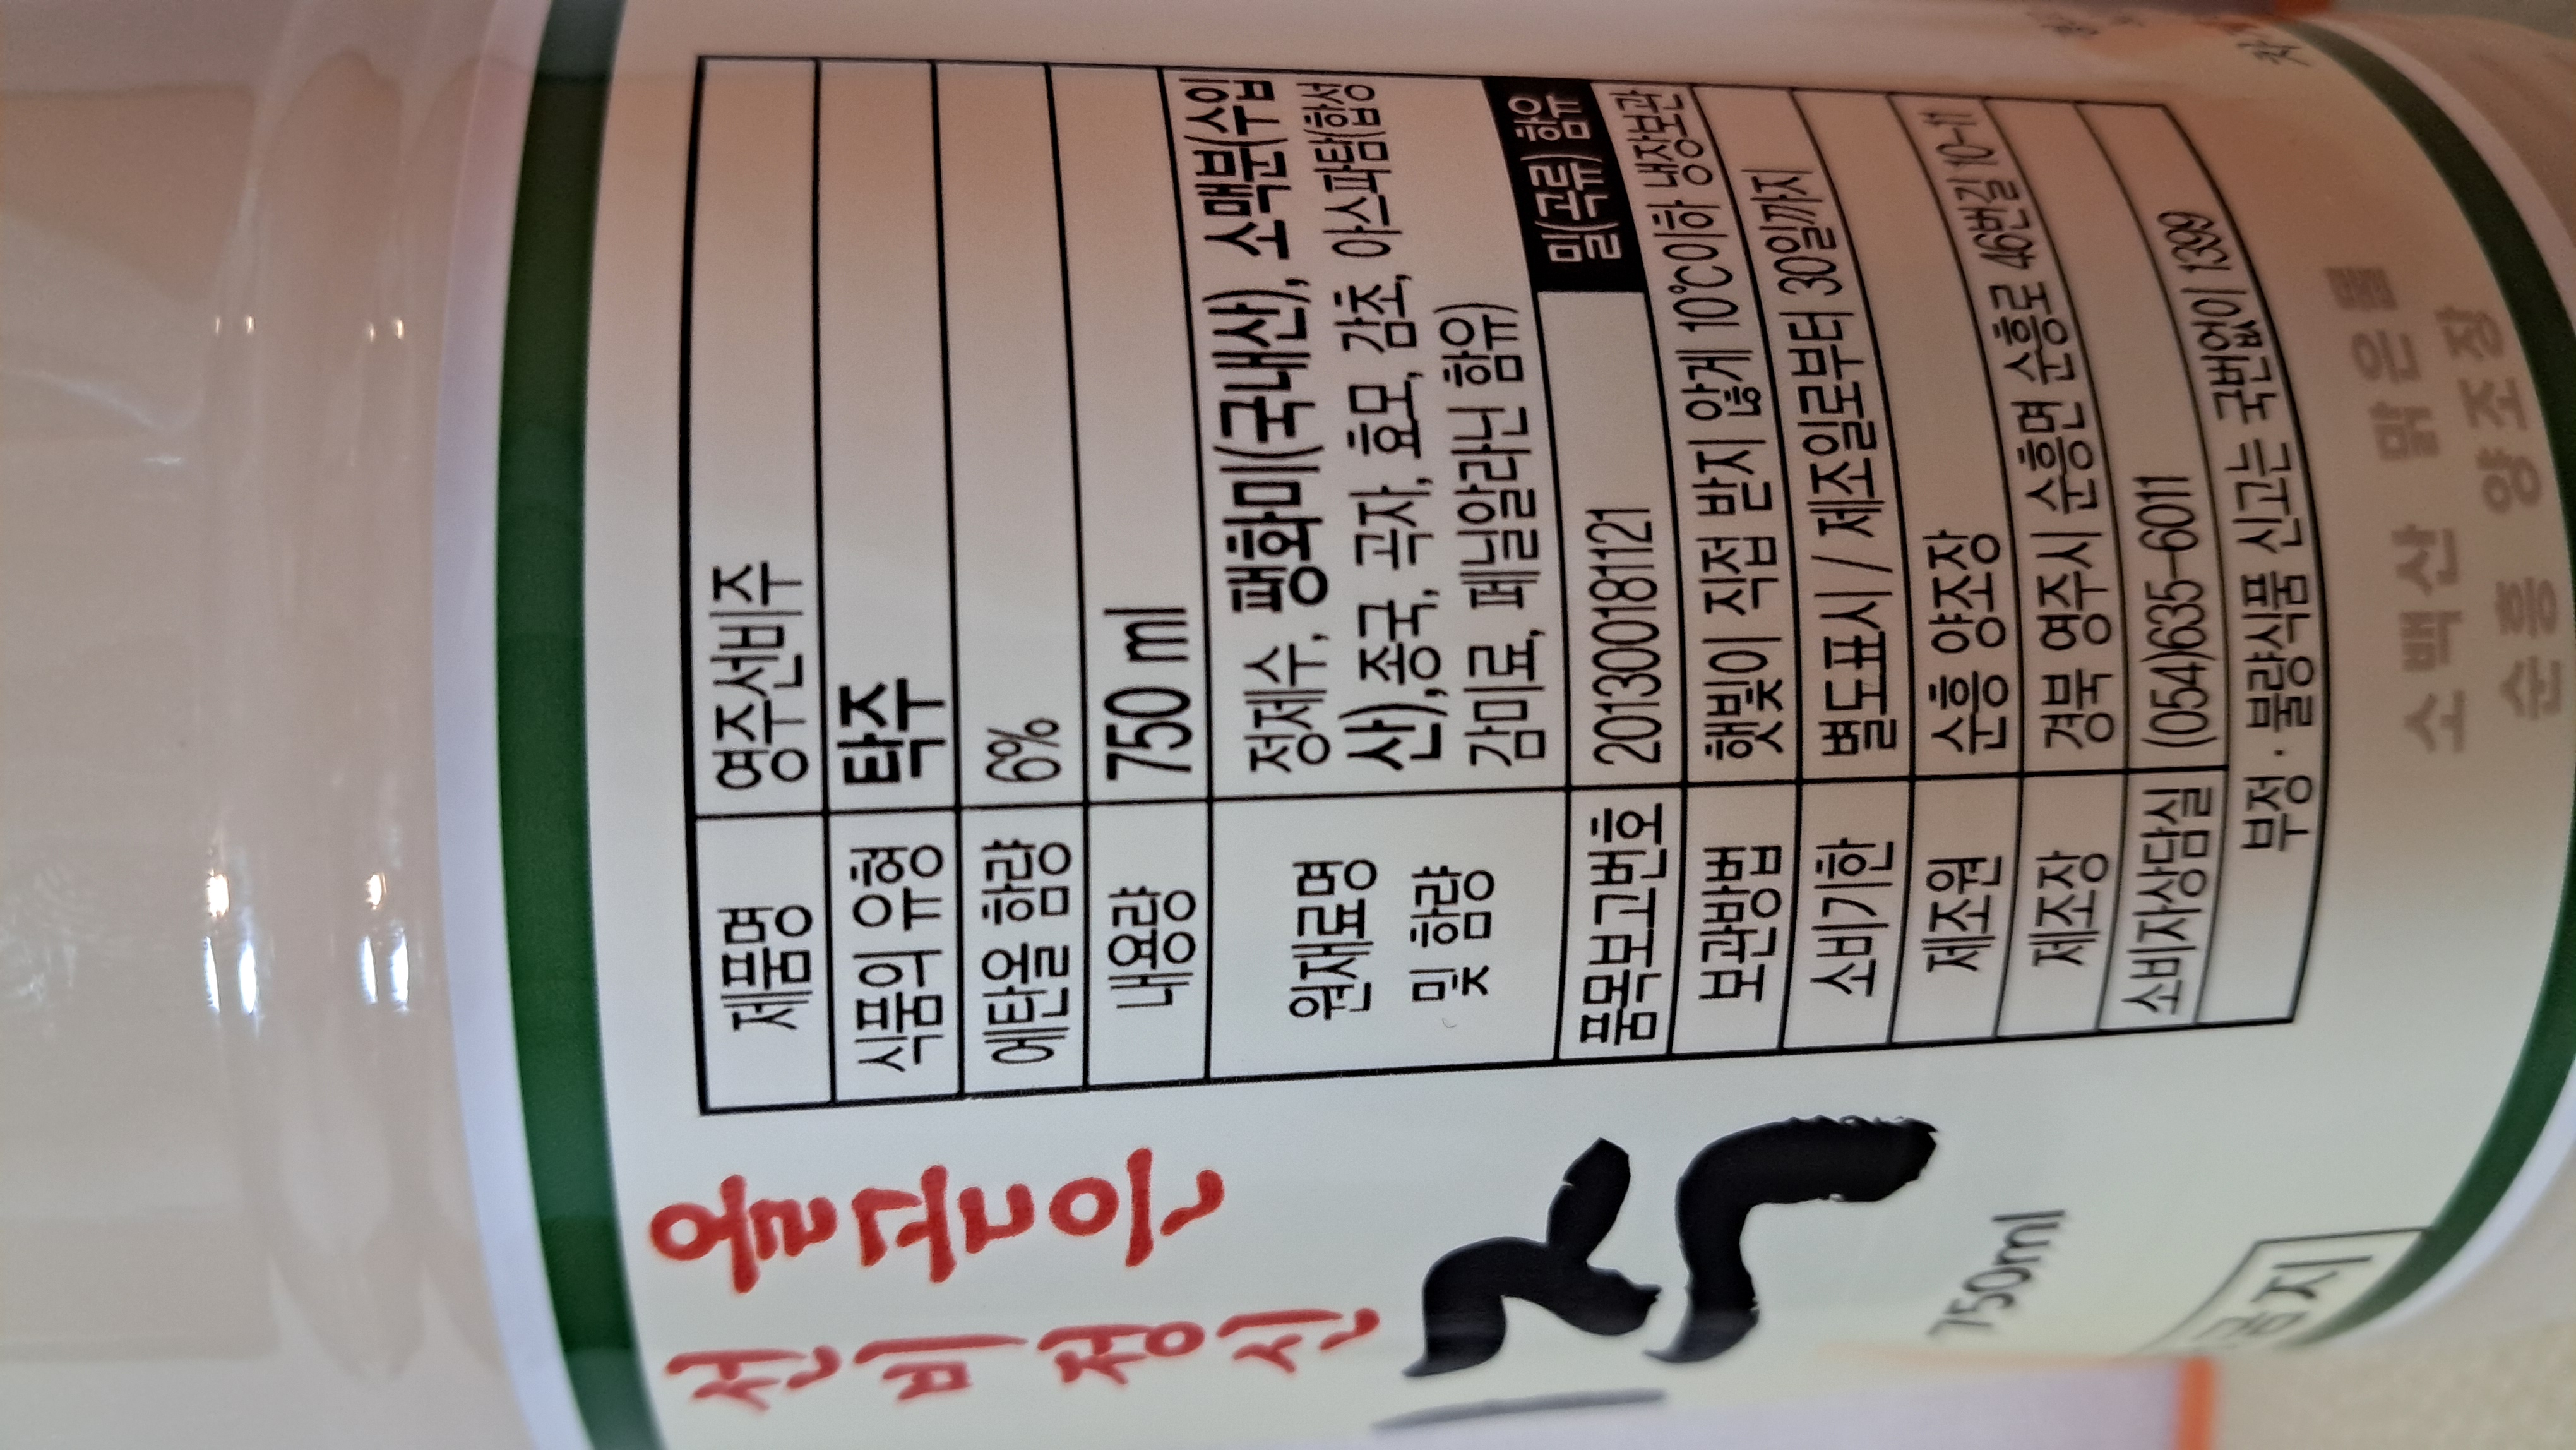 제품명 영주선비주
식품의 유형 탁주
에탄올 함량 6%
내용량 750 ml
원재료명 및 함량 정제수, 팽화미(국내산), 소맥분(수입
산),종국, 곡자, 효모, 감초, 아스파탐(합성
감미료, 페닐알라닌 함유)
밀(곡류) 함유
품목보고번호 201300181121
보관방법 햇빛이 직접 받지 않게 10℃이하 냉장보관
소비기한 별도표시 / 제조일로부터 30일까지
제조원 순흥 양조장
제조장 경북 영주시 순흥면 순흥로 46번길 10-11
소비자상담실 (054)635-6011
부정·불량식품 신고는 국번없이 1399
선비정신
750ml
금지
소백산 맑은물
순흥 양조장